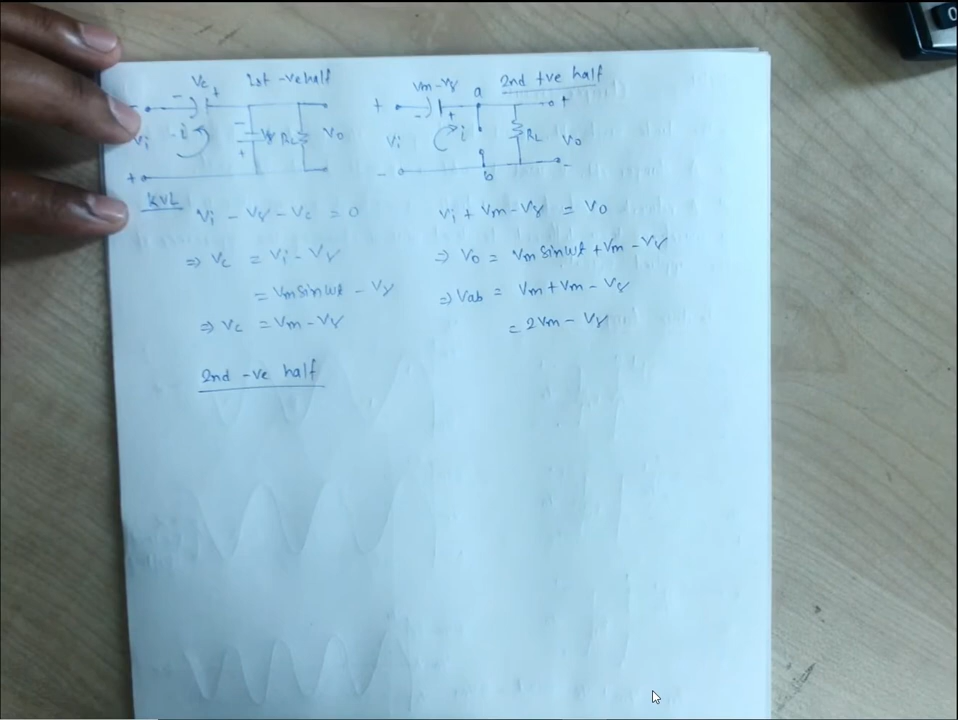 Vc 1st -ve half
- - + -
Vi i Vγ RL Vo
+ +
KVL
Vi - Vγ - Vc = 0
⇒ Vc = Vi - Vγ
= Vm sinωt - Vγ
⇒ Vc = Vm - Vγ
2nd -ve half
Vm-Vγ a 2nd +ve half
+ - + +
Vi i RL Vo
- b -
Vi + Vm - Vγ = Vo
⇒ Vo = Vm sinωt + Vm - Vγ
⇒ Vab = Vm + Vm - Vγ
= 2Vm - Vγ
0